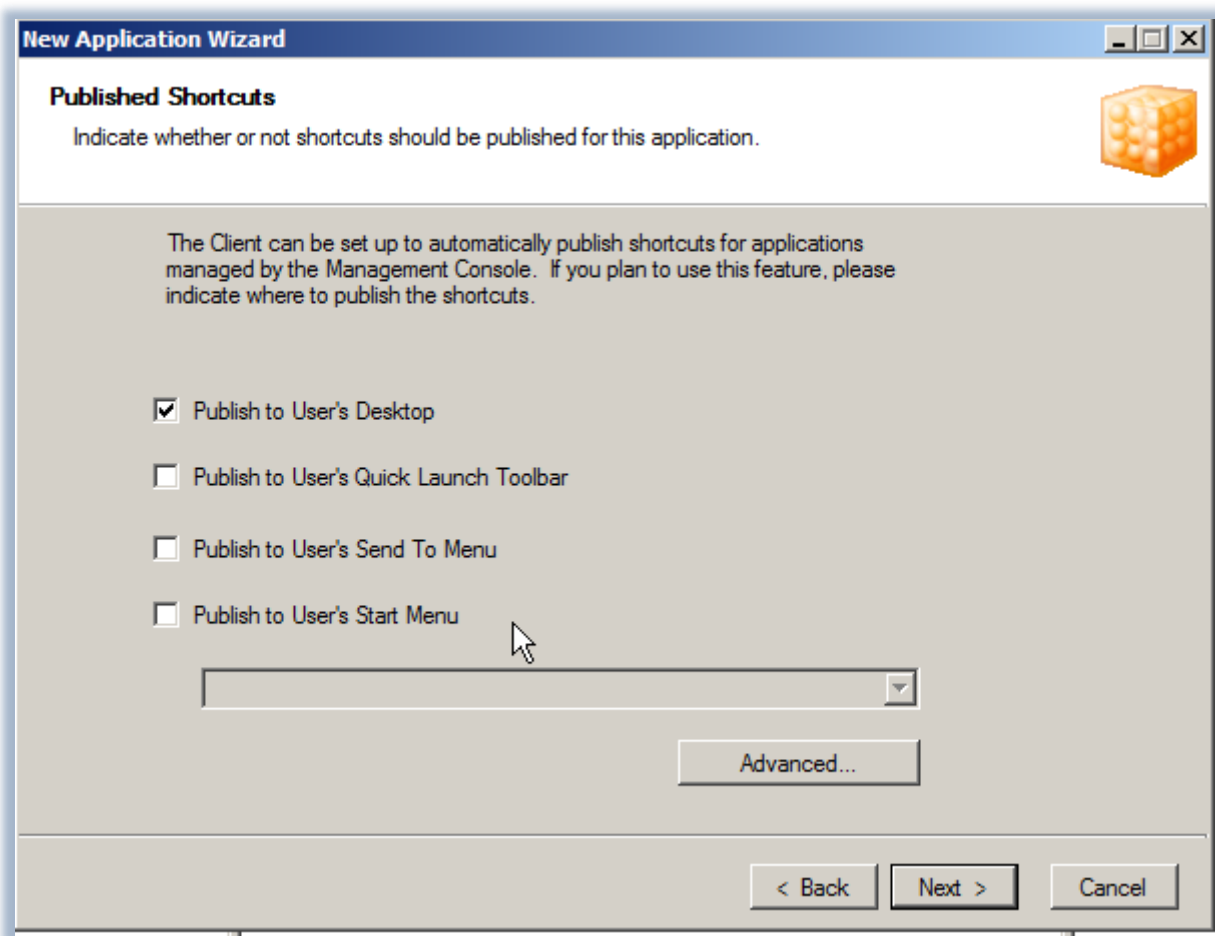 New Application Wizard
Published Shortcuts
Indicate whether or not shortcuts should be published for this application.
The Client can be set up to automatically publish shortcuts for applications
managed by the Management Console.  If you plan to use this feature, please
indicate where to publish the shortcuts.
Publish to User's Desktop
Publish to User's Quick Launch Toolbar
Publish to User's Send To Menu
Publish to User's Start Menu
Advanced...
< Back
Next >
Cancel